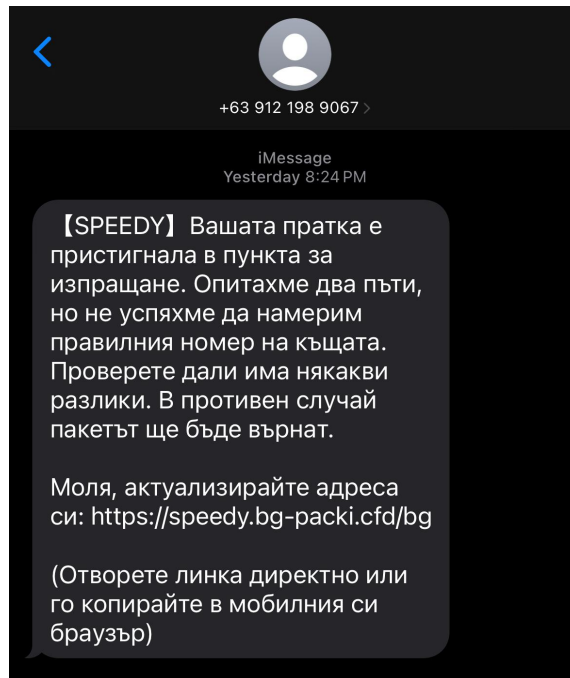 +63 912 198 9067 >
iMessage
Yesterday 8:24 PM
【SPEEDY】Вашата пратка е
пристигнала в пункта за
изпращане. Опитахме два пъти,
но не успяхме да намерим
правилния номер на къщата.
Проверете дали има някакви
разлики. В противен случай
пакетът ще бъде върнат.
Моля, актуализирайте адреса
си: https://speedy.bg-packi.cfd/bg
(Отворете линка директно или
го копирайте в мобилния си
браузър)